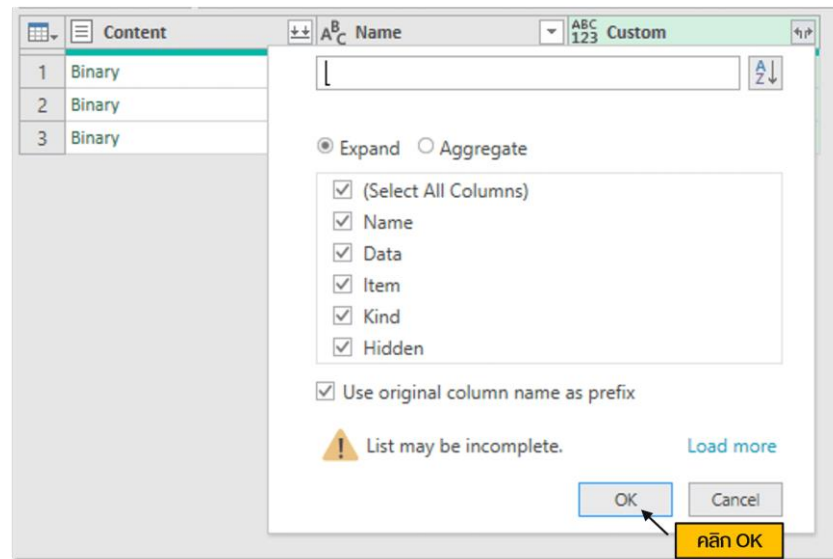 Content ABC Name ABC 123 Custom
1 Binary
2 Binary
3 Binary
AZ
Expand Aggregate
(Select All Columns)
Name
Data
Item
Kind
Hidden
Use original column name as prefix
List may be incomplete. Load more
OK Cancel
คลิก OK